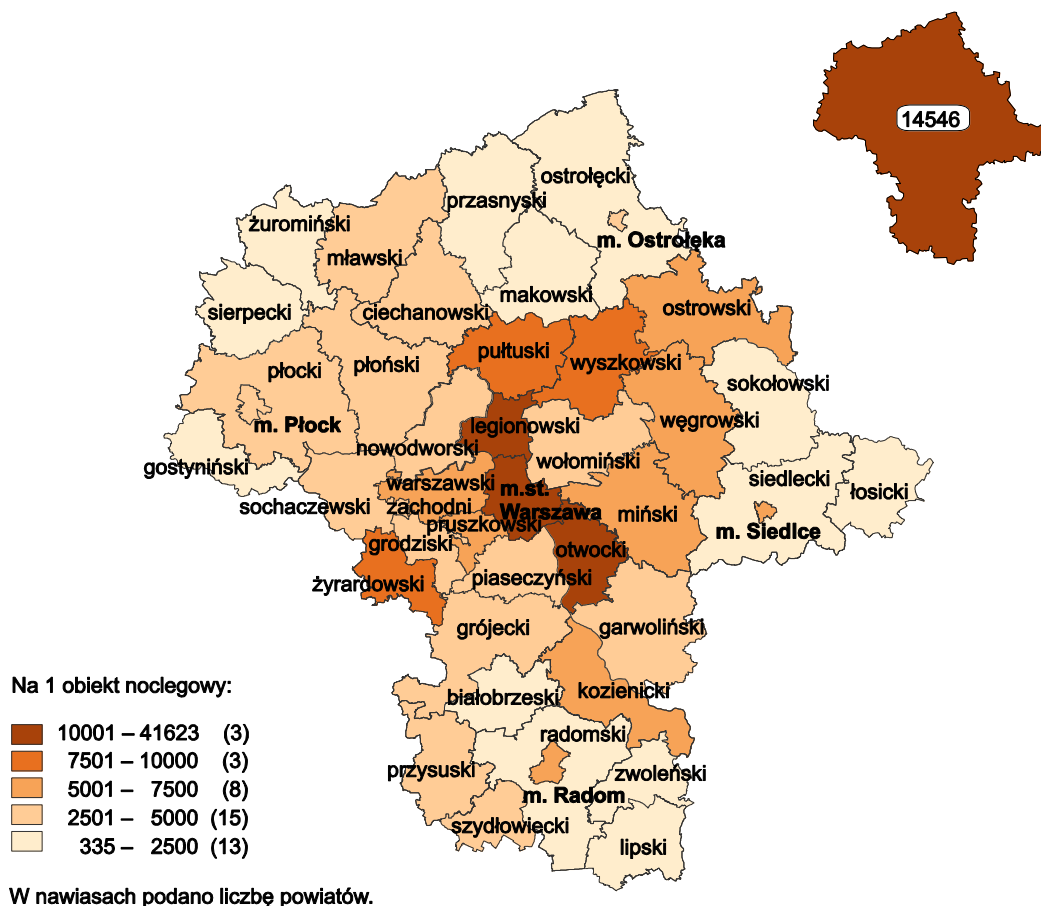 14546
ostrołęcki
przasnyski
żuromiński
m. Ostrołęka
mławski
makowski
ostrowski
sierpecki
ciechanowski
pułtuski
wyszkowski
płocki
płoński
sokołowski
m. Płock
legionowski
węgrowski
nowodworski
wołomiński
gostyniński
siedlecki
łosicki
warszawski
zachodni
m.st.
Warszawa
sochaczewski
miński
pruszkowski
m. Siedlce
grodziski
otwocki
żyrardowski
piaseczyński
grójecki
garwoliński
białobrzeski
kozienicki
radomski
przysuski
zwoleński
m. Radom
szydłowiecki
lipski
Na 1 obiekt noclegowy:
10001 – 41623 (3)
7501 – 10000 (3)
5001 – 7500 (8)
2501 – 5000 (15)
335 – 2500 (13)
W nawiasach podano liczbę powiatów.